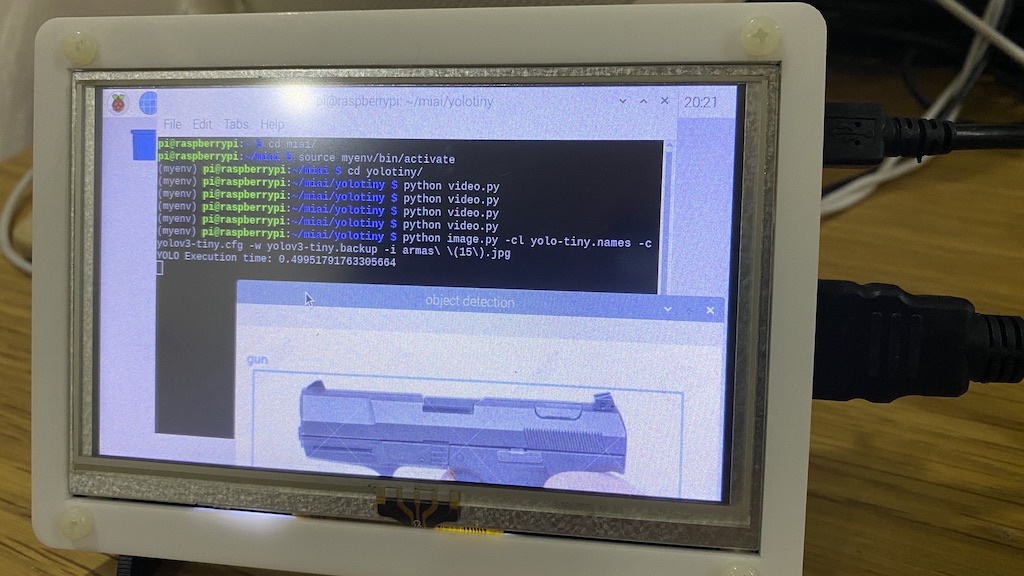 pi@raspberrypi: ~/miai/yolotiny
20:21
File Edit Tabs Help
pi@raspberrypi:~ $ cd miai/
pi@raspberrypi:~/miai $ source myenv/bin/activate
(myenv) pi@raspberrypi:~/miai $ cd yolotiny/
(myenv) pi@raspberrypi:~/miai/yolotiny $ python video.py
(myenv) pi@raspberrypi:~/miai/yolotiny $ python video.py
(myenv) pi@raspberrypi:~/miai/yolotiny $ python video.py
(myenv) pi@raspberrypi:~/miai/yolotiny $ python video.py
(myenv) pi@raspberrypi:~/miai/yolotiny $ python image.py -cl yolo-tiny.names -c
yolov3-tiny.cfg -w yolov3-tiny.backup -i armas\ \(15\).jpg
YOLO Execution time: 0.49951791763305664
object detection
gun